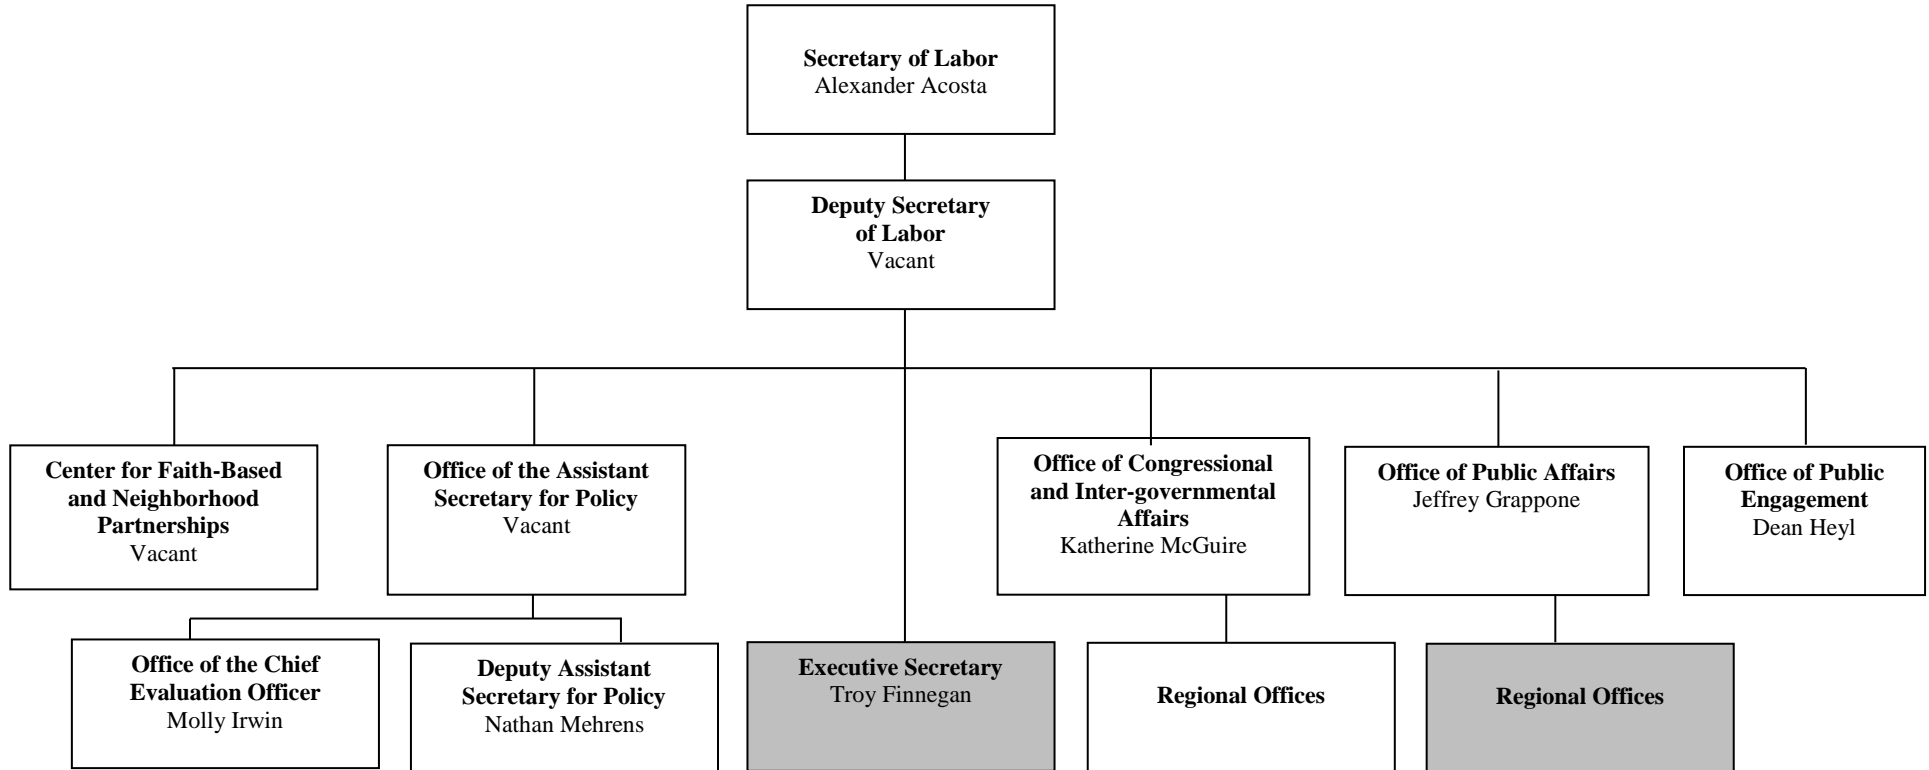 Secretary of Labor
Alexander Acosta
Deputy Secretary
of Labor
Vacant
Center for Faith-Based
and Neighborhood
Partnerships
Vacant
Office of the Assistant
Secretary for Policy
Vacant
Office of Congressional
and Inter-governmental
Affairs
Katherine McGuire
Office of Public Affairs
Jeffrey Grappone
Office of Public
Engagement
Dean Heyl
Office of the Chief
Evaluation Officer
Molly Irwin
Deputy Assistant
Secretary for Policy
Nathan Mehrens
Executive Secretary
Troy Finnegan
Regional Offices
Regional Offices